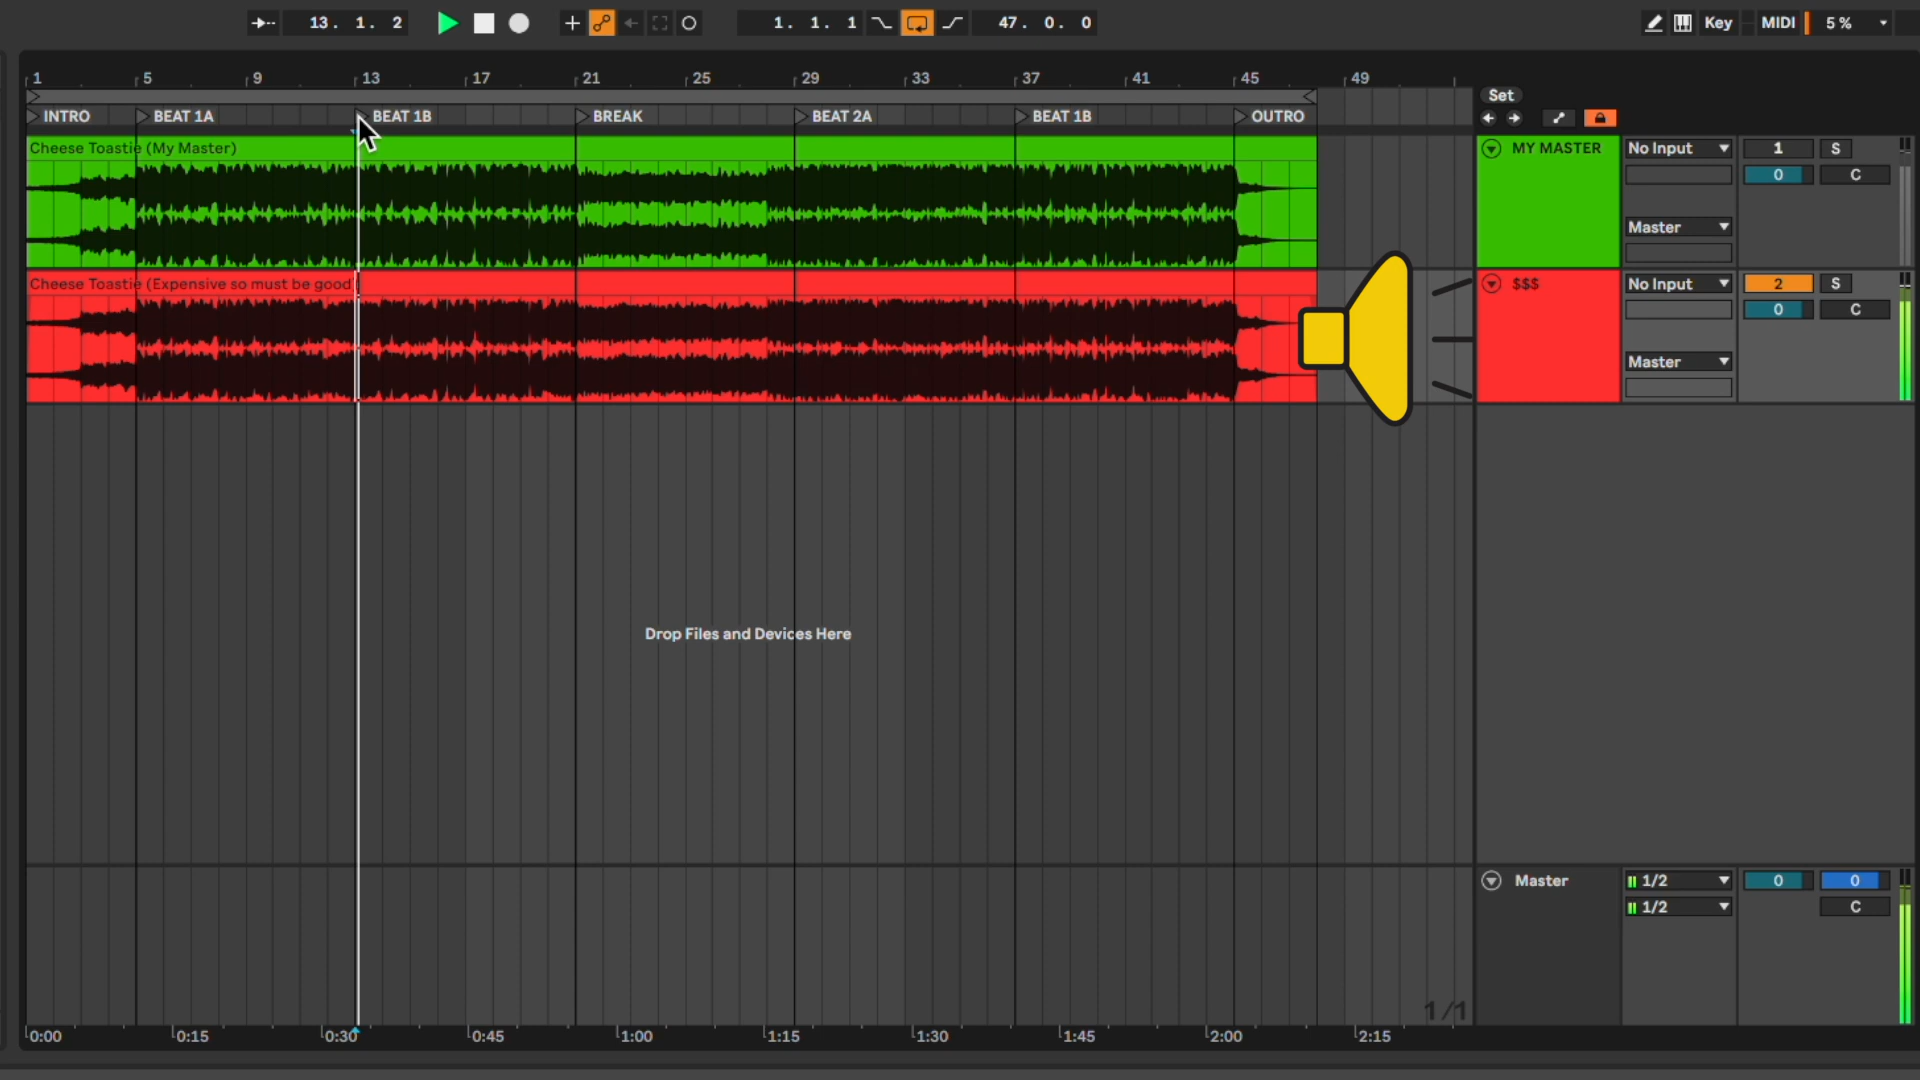 13. 1. 2 1. 1. 1 47. 0. 0 Key MIDI 5 %
1 5 9 13 17 21 25 29 33 37 41 45 49
Set
INTRO BEAT 1A BEAT 1B BREAK BEAT 2A BEAT 1B OUTRO
Cheese Toastie (My Master) MY MASTER No Input 1 S
0 C
Master
Cheese Toastie (Expensive so must be good) $$$ No Input 2 S
0 C
Master
Drop Files and Devices Here
Master 1/2 0 0
1/2 C
1/1
0:00 0:15 0:30 0:45 1:00 1:15 1:30 1:45 2:00 2:15